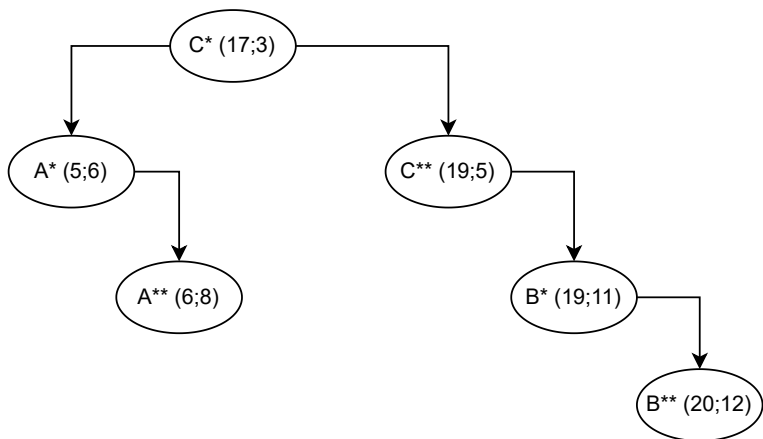 C* (17;3)
A* (5;6)
C** (19;5)
A** (6;8)
B* (19;11)
B** (20;12)